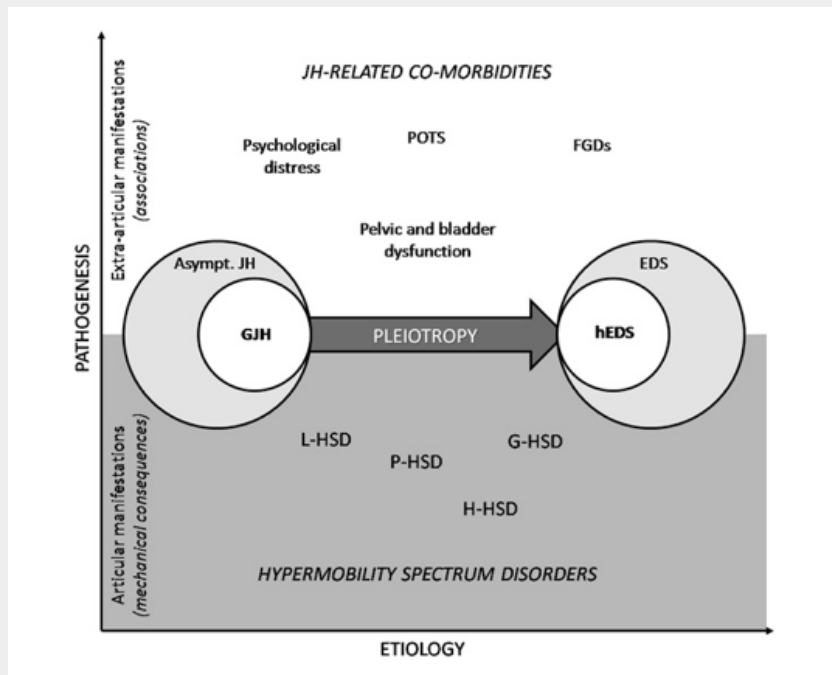 JH-RELATED CO-MORBIDITIES
Psychological
distress
POTS
FGDs
Pelvic and bladder
dysfunction
Extra-articular manifestations
(associations)
PATHOGENESIS
Asympt. JH
GJH
PLEIOTROPY
EDS
hEDS
Articular manifestations
(mechanical consequences)
L-HSD
P-HSD
G-HSD
H-HSD
HYPERMOBILITY SPECTRUM DISORDERS
ETIOLOGY